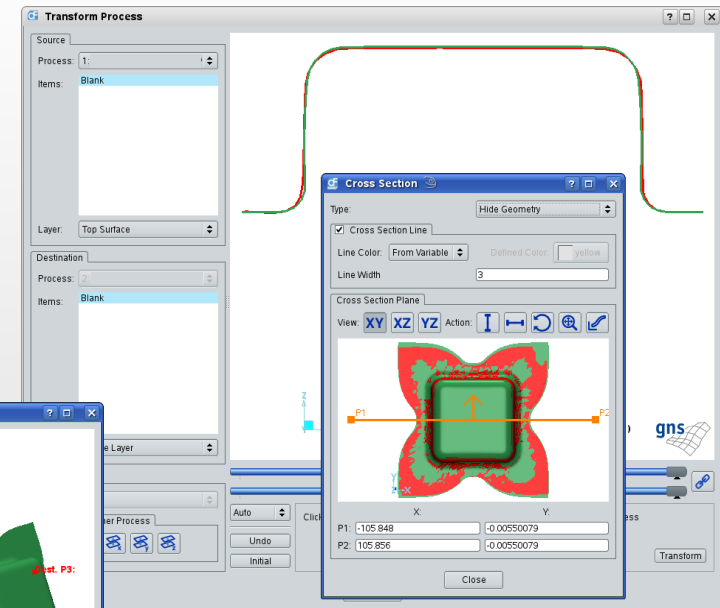 Transform Process
Source
Process: 1:
Items: Blank
Layer: Top Surface
Destination
Process: 2:
Items: Blank
e Layer
er Process
x y z
Auto
Undo
Initial
Click
ess
Transform
z
gns
Cross Section
Type: Hide Geometry
Cross Section Line
Line Color: From Variable Defined Color: yellow
Line Width 3
Cross Section Plane
View: XY XZ YZ Action:
P1 P2
Y
Z X
X: Y:
P1: -105.848 -0.00550079
P2: 105.856 -0.00550079
Close
Dest. P3: